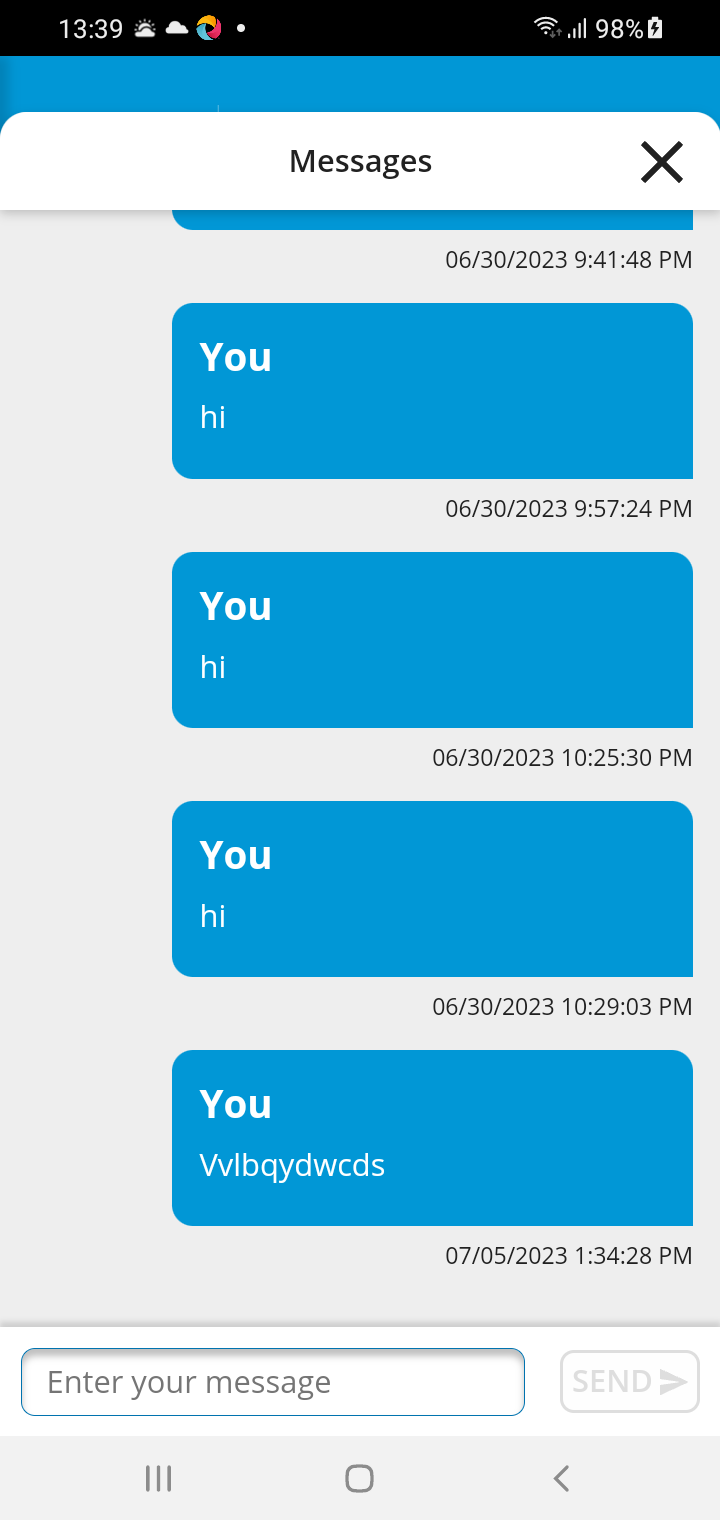 13:39 98%
Messages
06/30/2023 9:41:48 PM
You
hi
06/30/2023 9:57:24 PM
You
hi
06/30/2023 10:25:30 PM
You
hi
06/30/2023 10:29:03 PM
You
Vvlbqydwcds
07/05/2023 1:34:28 PM
Enter your message SEND